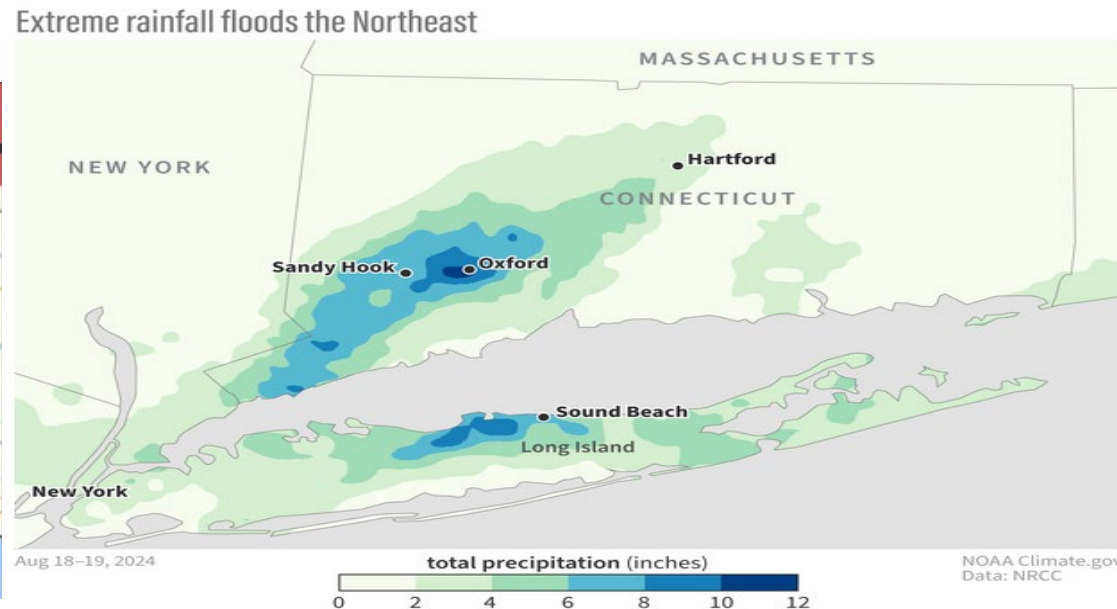 Extreme rainfall floods the Northeast
MASSACHUSETTS
NEW YORK
Hartford
CONNECTICUT
Sandy Hook
Oxford
Sound Beach
Long Island
New York
Aug 18–19, 2024
total precipitation (inches)
NOAA Climate.gov
Data: NRCC
0 2 4 6 8 10 12